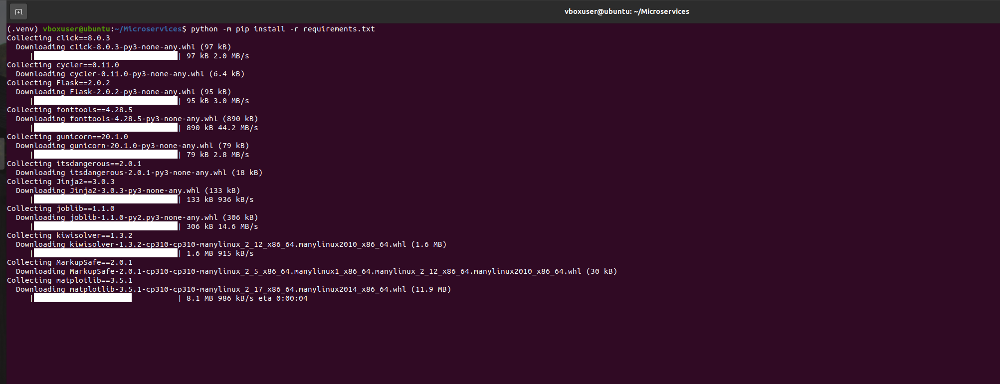 vboxuser@ubuntu: ~/Microservices
(.venv) vboxuser@ubuntu:~/Microservices$ python -m pip install -r requirements.txt
Collecting click==8.0.3
  Downloading click-8.0.3-py3-none-any.whl (97 kB)
     |████████████████████████████████| 97 kB 2.0 MB/s
Collecting cycler==0.11.0
  Downloading cycler-0.11.0-py3-none-any.whl (6.4 kB)
Collecting Flask==2.0.2
  Downloading Flask-2.0.2-py3-none-any.whl (95 kB)
     |████████████████████████████████| 95 kB 3.0 MB/s
Collecting fonttools==4.28.5
  Downloading fonttools-4.28.5-py3-none-any.whl (890 kB)
     |████████████████████████████████| 890 kB 44.2 MB/s
Collecting gunicorn==20.1.0
  Downloading gunicorn-20.1.0-py3-none-any.whl (79 kB)
     |████████████████████████████████| 79 kB 2.8 MB/s
Collecting itsdangerous==2.0.1
  Downloading itsdangerous-2.0.1-py3-none-any.whl (18 kB)
Collecting Jinja2==3.0.3
  Downloading Jinja2-3.0.3-py3-none-any.whl (133 kB)
     |████████████████████████████████| 133 kB 936 kB/s
Collecting joblib==1.1.0
  Downloading joblib-1.1.0-py2.py3-none-any.whl (306 kB)
     |████████████████████████████████| 306 kB 14.6 MB/s
Collecting kiwisolver==1.3.2
  Downloading kiwisolver-1.3.2-cp310-cp310-manylinux_2_12_x86_64.manylinux2010_x86_64.whl (1.6 MB)
     |████████████████████████████████| 1.6 MB 915 kB/s
Collecting MarkupSafe==2.0.1
  Downloading MarkupSafe-2.0.1-cp310-cp310-manylinux_2_5_x86_64.manylinux1_x86_64.manylinux_2_12_x86_64.manylinux2010_x86_64.whl (30 kB)
Collecting matplotlib==3.5.1
  Downloading matplotlib-3.5.1-cp310-cp310-manylinux_2_17_x86_64.manylinux2014_x86_64.whl (11.9 MB)
     |██████████████████████          | 8.1 MB 986 kB/s eta 0:00:04